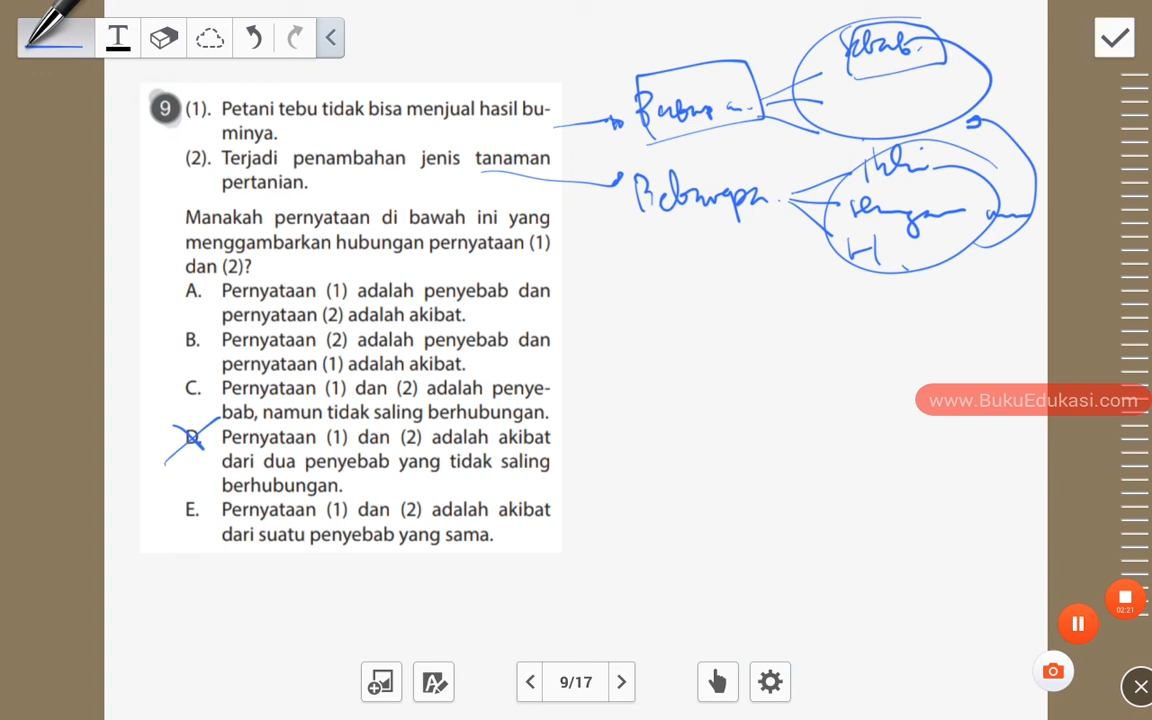 T
9 (1). Petani tebu tidak bisa menjual hasil bu-
minya.
(2). Terjadi penambahan jenis tanaman
pertanian.
Manakah pernyataan di bawah ini yang
menggambarkan hubungan pernyataan (1)
dan (2)?
A. Pernyataan (1) adalah penyebab dan
pernyataan (2) adalah akibat.
B. Pernyataan (2) adalah penyebab dan
pernyataan (1) adalah akibat.
C. Pernyataan (1) dan (2) adalah penye-
bab, namun tidak saling berhubungan.
D. Pernyataan (1) dan (2) adalah akibat
dari dua penyebab yang tidak saling
berhubungan.
E. Pernyataan (1) dan (2) adalah akibat
dari suatu penyebab yang sama.
Sebab.
Beberapa
www.BukuEdukasi.com
02:21
9/17